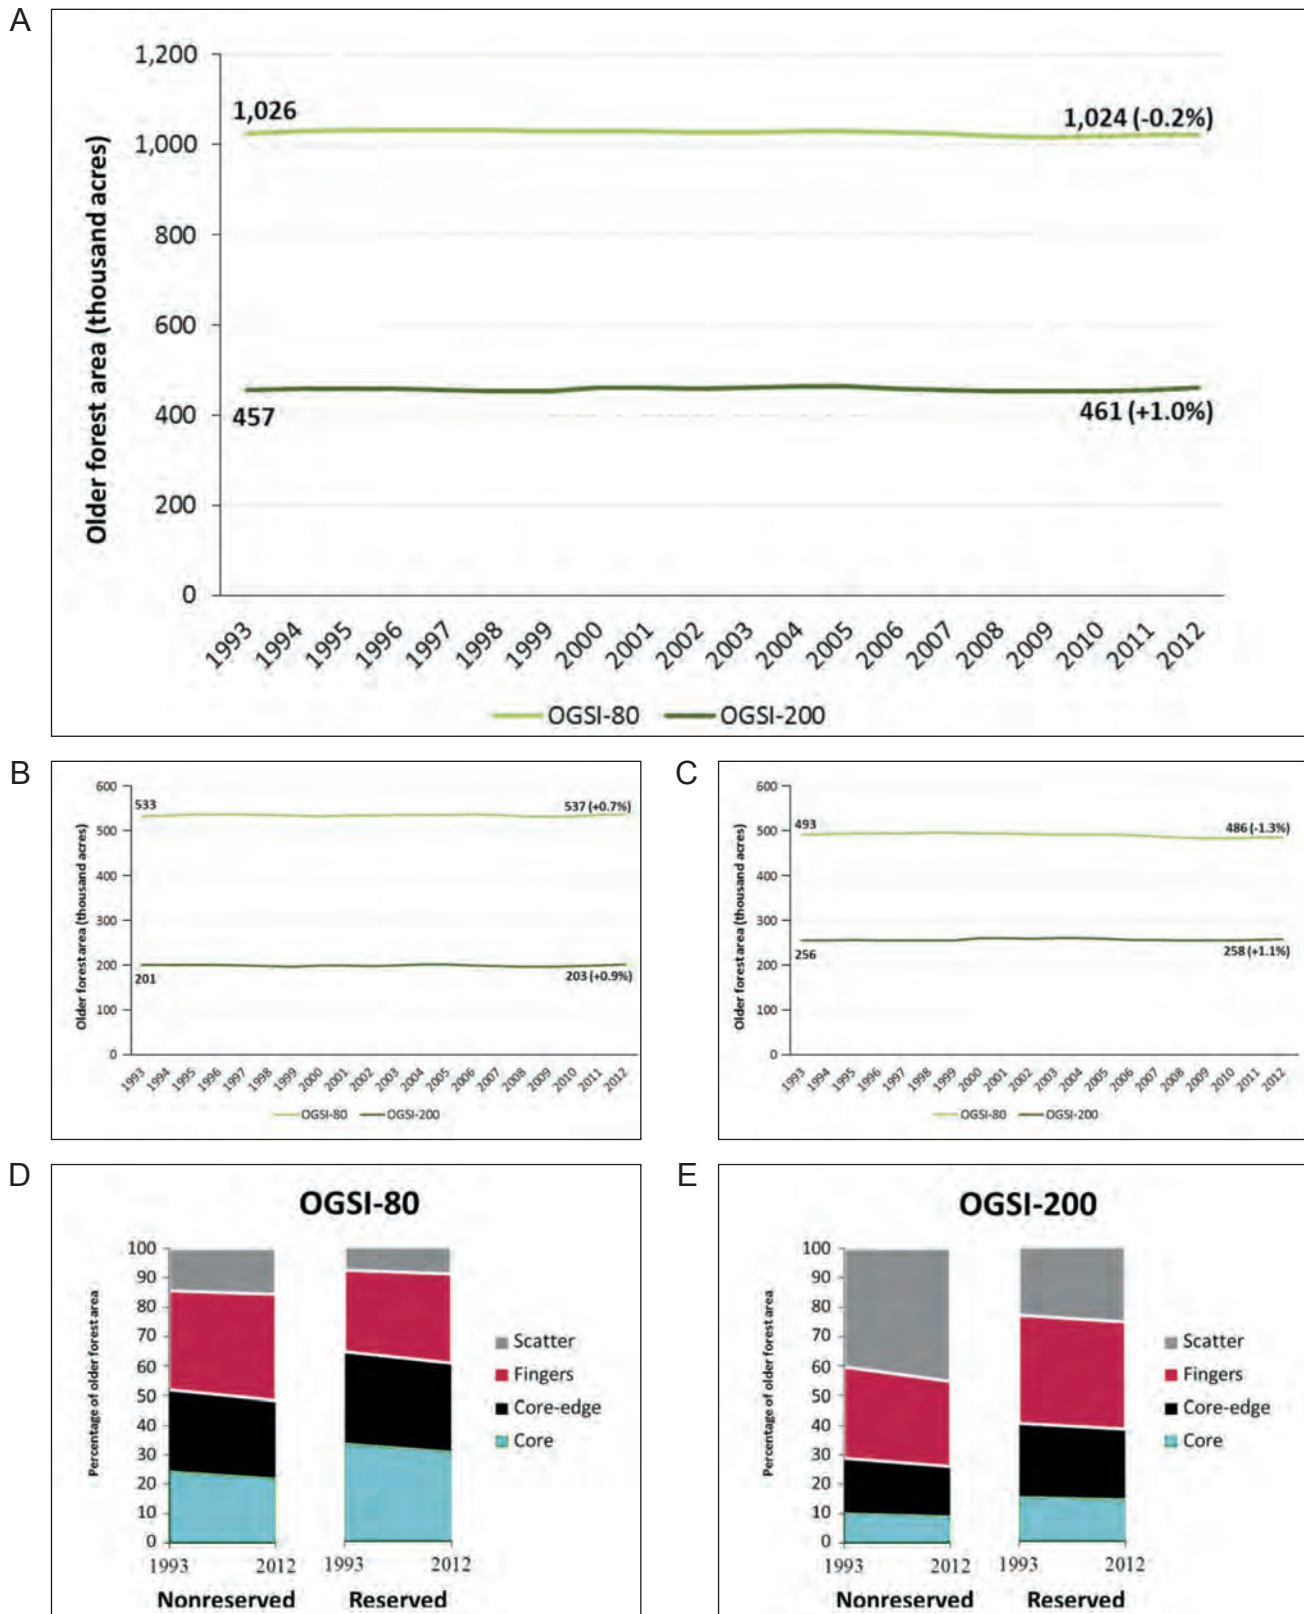 A
1,200
1,000
800
600
400
200
0
Older forest area (thousand acres)
1,026
1,024 (-0.2%)
457
461 (+1.0%)
1993 1994 1995 1996 1997 1998 1999 2000 2001 2002 2003 2004 2005 2006 2007 2008 2009 2010 2011 2012
OGSI-80 OGSI-200
B
600
500
400
300
200
100
0
Older forest area (thousand acres)
533
537 (+0.7%)
201
203 (+0.9%)
1993 1994 1995 1996 1997 1998 1999 2000 2001 2002 2003 2004 2005 2006 2007 2008 2009 2010 2011 2012
OGSI-80 OGSI-200
C
600
500
400
300
200
100
0
Older forest area (thousand acres)
493
486 (-1.3%)
256
258 (+1.1%)
1993 1994 1995 1996 1997 1998 1999 2000 2001 2002 2003 2004 2005 2006 2007 2008 2009 2010 2011 2012
OGSI-80 OGSI-200
D
OGSI-80
100
90
80
70
60
50
40
30
20
10
0
Percentage of older forest area
Scatter
Fingers
Core-edge
Core
1993 2012 1993 2012
Nonreserved Reserved
E
OGSI-200
100
90
80
70
60
50
40
30
20
10
0
Percentage of older forest area
Scatter
Fingers
Core-edge
Core
1993 2012 1993 2012
Nonreserved Reserved